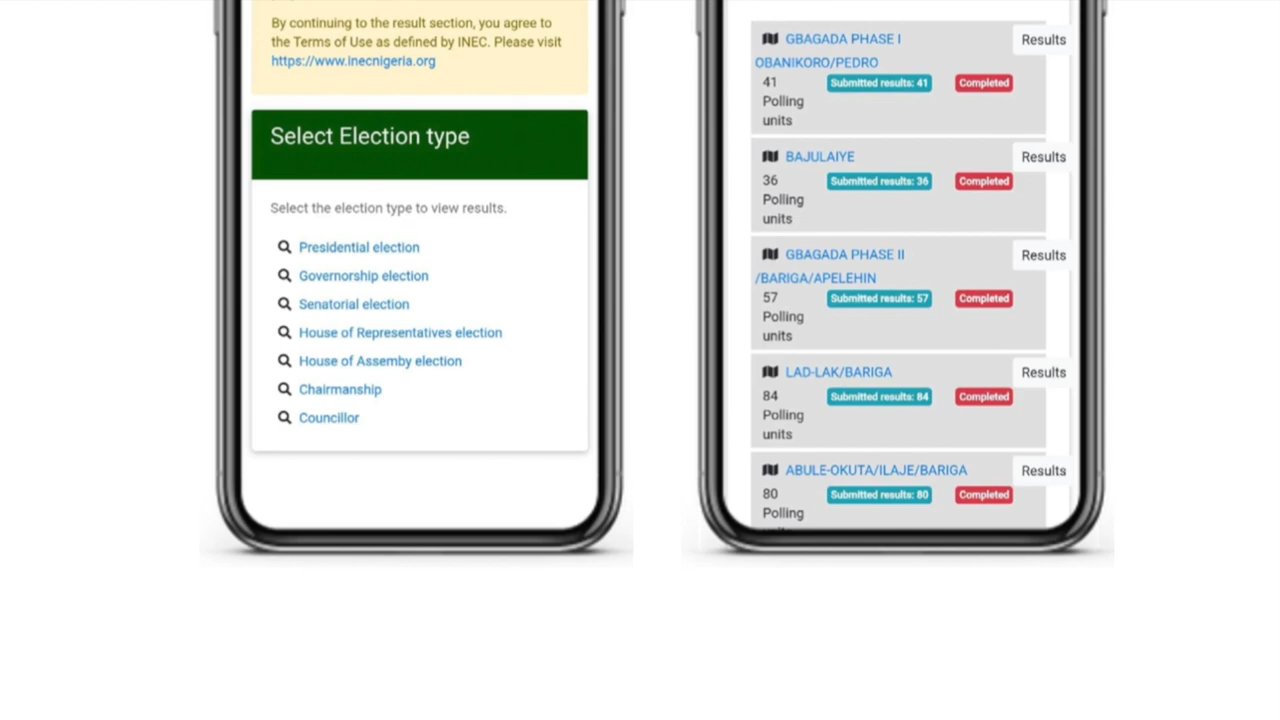 By continuing to the result section, you agree to
the Terms of Use as defined by INEC. Please visit
https://www.inecnigeria.org
Select Election type
Select the election type to view results.
Presidential election
Governorship election
Senatorial election
House of Representatives election
House of Assemby election
Chairmanship
Councillor
GBAGADA PHASE I
OBANIKORO/PEDRO
Results
41
Polling
units
Submitted results: 41
Completed
BAJULAIYE
Results
36
Polling
units
Submitted results: 36
Completed
GBAGADA PHASE II
/BARIGA/APELEHIN
Results
57
Polling
units
Submitted results: 57
Completed
LAD-LAK/BARIGA
Results
84
Polling
units
Submitted results: 84
Completed
ABULE-OKUTA/ILAJE/BARIGA
Results
80
Polling
Submitted results: 80
Completed